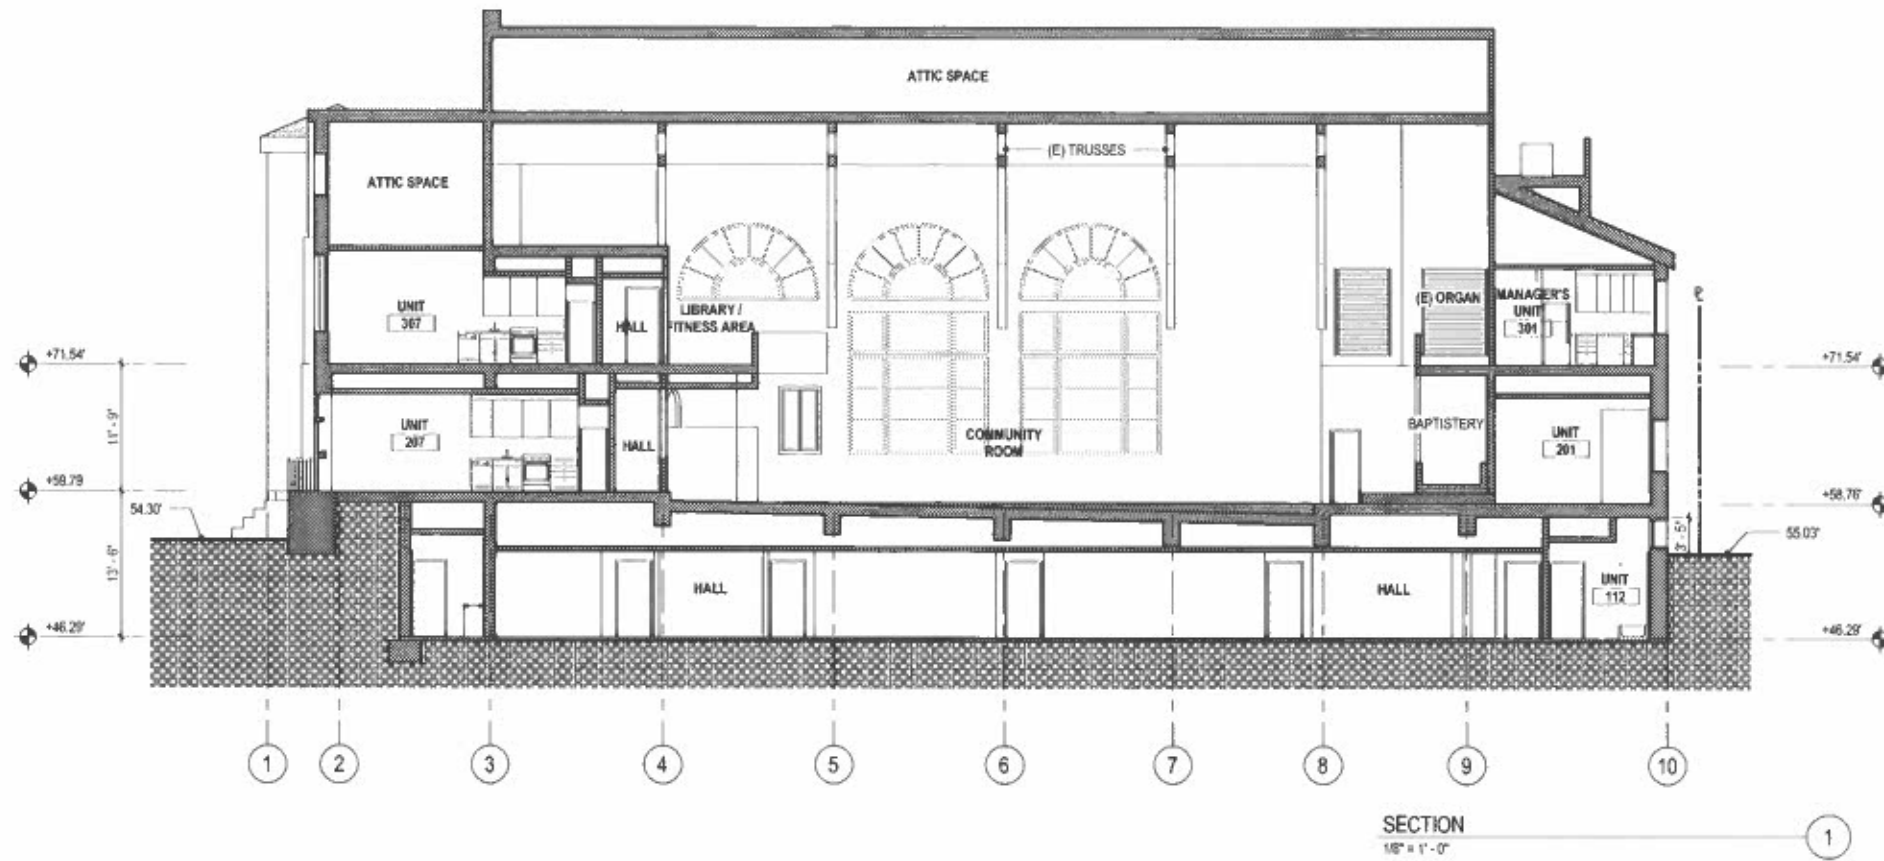 ATTIC SPACE
(E) TRUSSES
ATTIC SPACE
UNIT
307
HALL
LIBRARY /
FITNESS AREA
(E) ORGAN
MANAGER'S
UNIT
301
+71.54'
+71.54'
11' - 9"
UNIT
207
HALL
COMMUNITY
ROOM
BAPTISTERY
UNIT
201
+59.79
+58.76'
54.30'
3' - 5"
55.03'
13' - 6"
HALL
HALL
UNIT
112
+46.29'
+46.29'
1
2
3
4
5
6
7
8
9
10
SECTION
1/8" = 1' - 0"
1